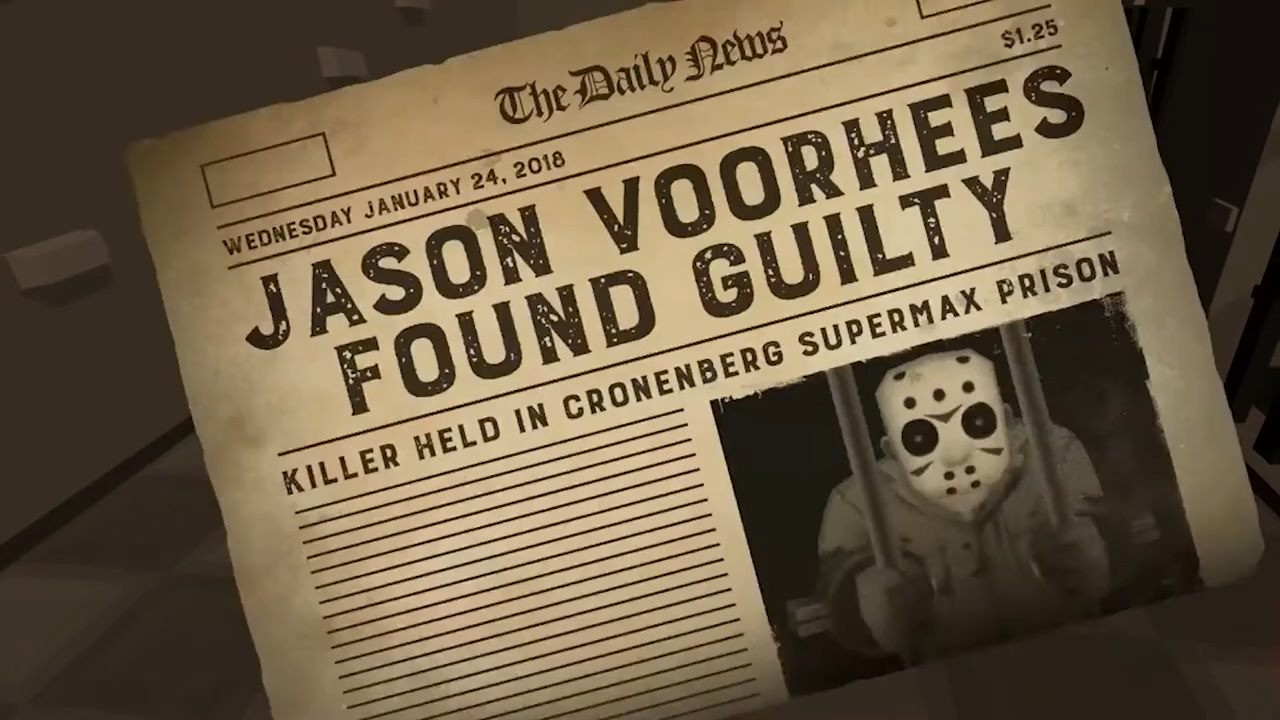 The Daily News
$1.25
WEDNESDAY JANUARY 24, 2018
JASON VOORHEES
FOUND GUILTY
KILLER HELD IN CRONENBERG SUPERMAX PRISON